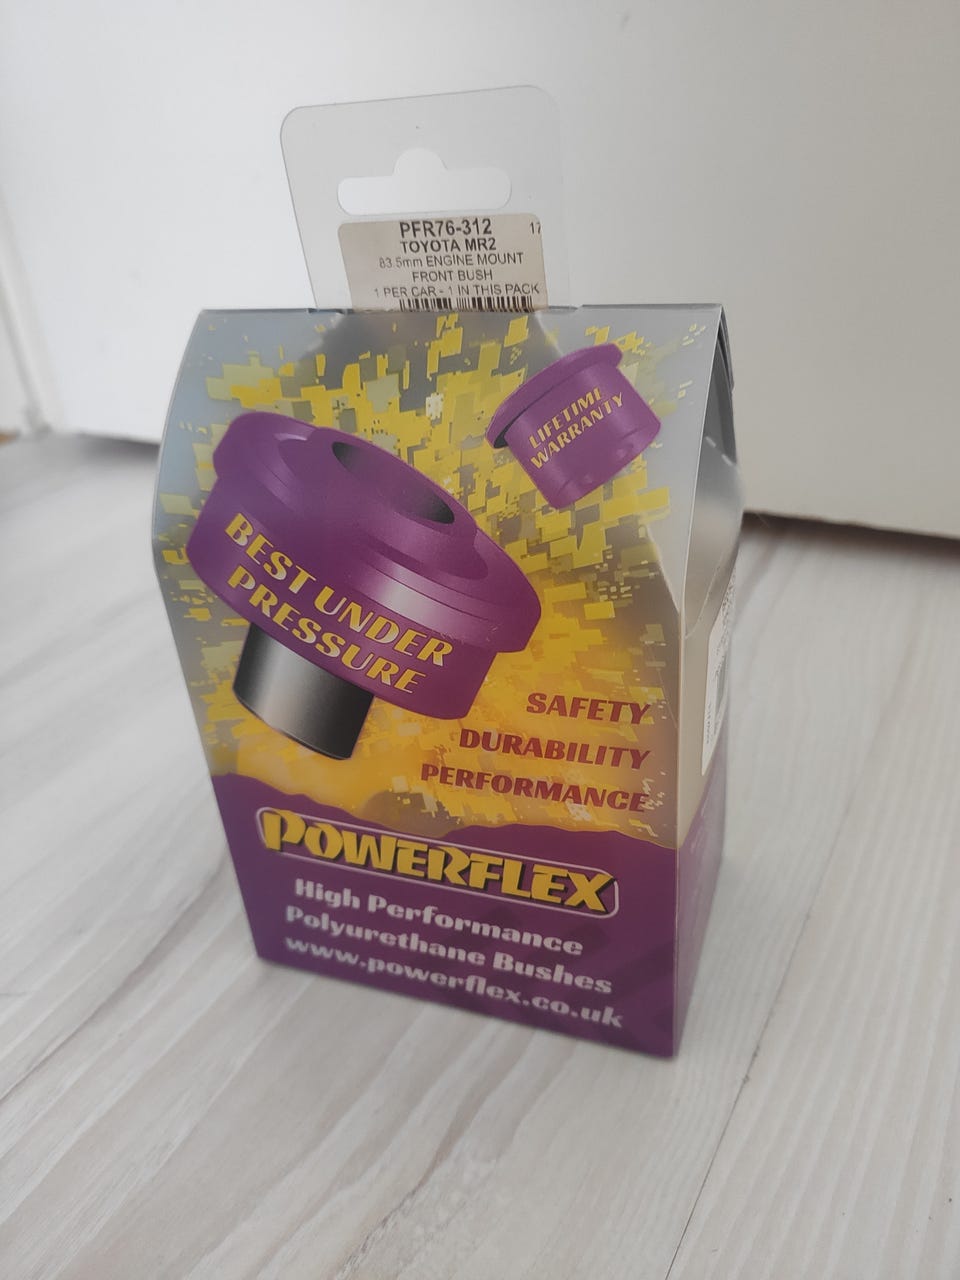 PFR76-312
TOYOTA MR2
83.5mm ENGINE MOUNT
FRONT BUSH
1 PER CAR - 1 IN THIS PACK
LIFETIME
WARRANTY
BEST UNDER
PRESSURE
SAFETY
DURABILITY
PERFORMANCE
POWERFLEX
High Performance
Polyurethane Bushes
www.powerflex.co.uk